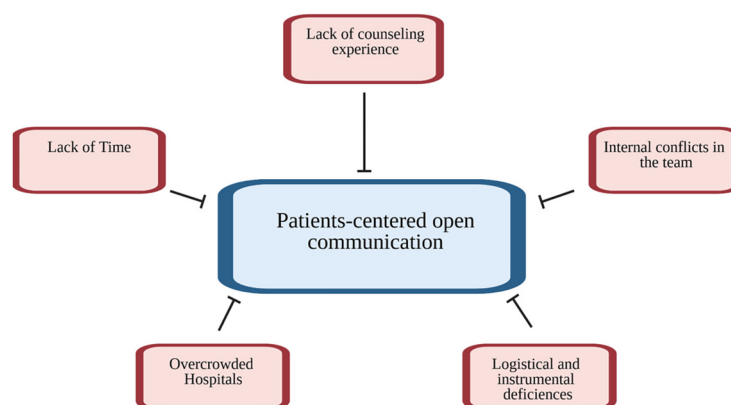 Lack of counseling
experience
Lack of Time
Internal conflicts in
the team
Patients-centered open
communication
Overcrowded
Hospitals
Logistical and
instrumental
deficiences